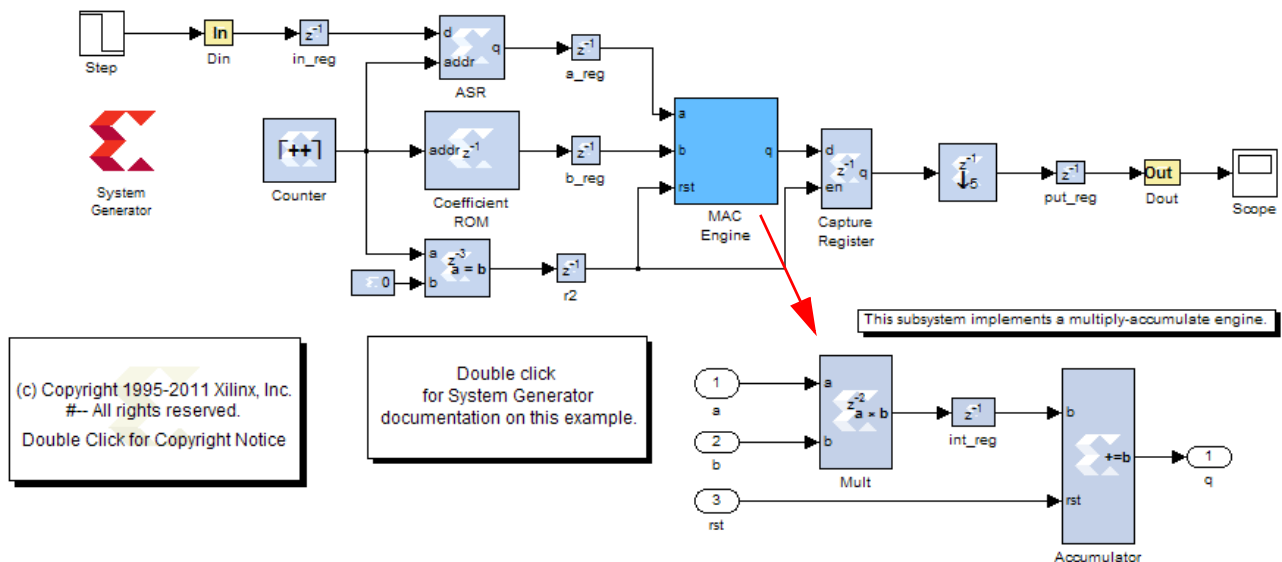 Step
In
Din
z⁻¹
in_reg
d
addr
q
ASR
z⁻¹
a_reg
System
Generator
++
Counter
addr z⁻¹
Coefficient
ROM
z⁻¹
b_reg
a
b
rst
q
MAC
Engine
d
en
z⁻¹
q
Capture
Register
z⁻¹
↓5
z⁻¹
put_reg
Out
Dout
Scope
0
a
b
z⁻³
a = b
z⁻¹
r2
This subsystem implements a multiply-accumulate engine.
(c) Copyright 1995-2011 Xilinx, Inc.
#-- All rights reserved.
Double Click for Copyright Notice
Double click
for System Generator
documentation on this example.
1
a
2
b
3
rst
a
b
z⁻²
a × b
Mult
z⁻¹
int_reg
b
rst
+=b
Accumulator
1
q